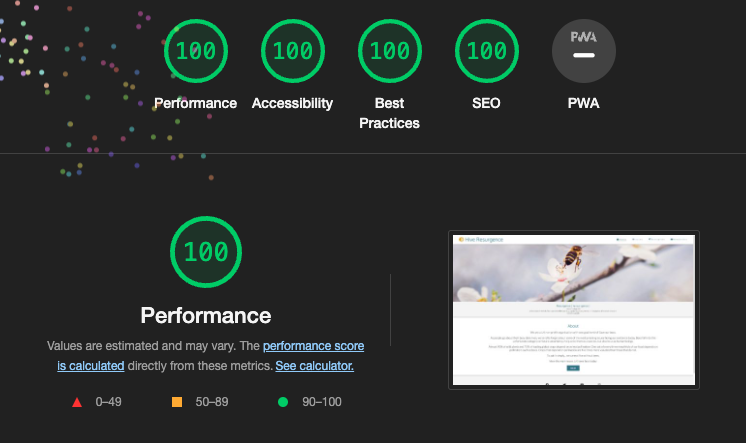 100
100
100
100
PWA
Performance
Accessibility
Best
Practices
SEO
PWA
100
Performance
Values are estimated and may vary. The performance score
is calculated directly from these metrics. See calculator.
0–49
50–89
90–100
Hive Resurgence
About